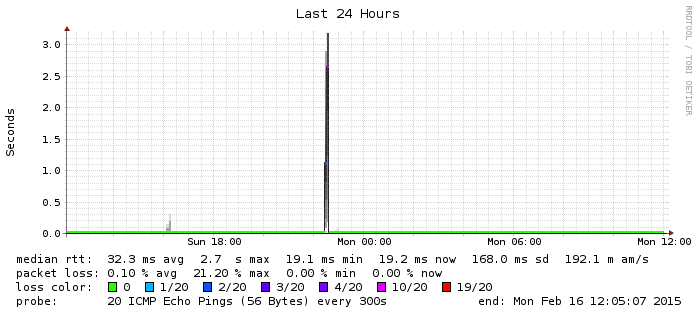 Last 24 Hours
RRDTOOL / TOBI OETIKER
Seconds
3.0
2.5
2.0
1.5
1.0
0.5
0.0
Sun 18:00 Mon 00:00 Mon 06:00 Mon 12:00
median rtt: 32.3 ms avg 2.7 s max 19.1 ms min 19.2 ms now 168.0 ms sd 192.1 m am/s
packet loss: 0.10 % avg 21.20 % max 0.00 % min 0.00 % now
loss color: 0 1/20 2/20 3/20 4/20 10/20 19/20
probe: 20 ICMP Echo Pings (56 Bytes) every 300s end: Mon Feb 16 12:05:07 2015